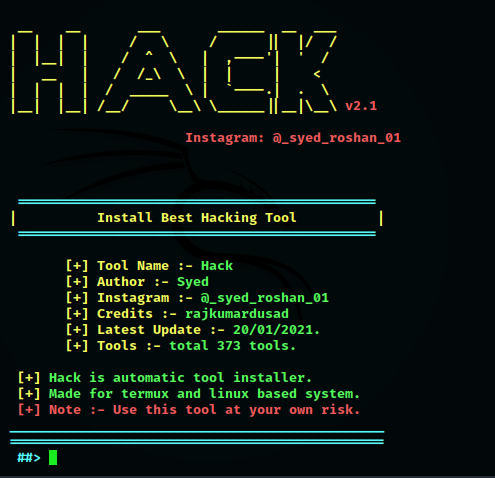 HACK
v2.1
Instagram: @_syed_roshan_01
Install Best Hacking Tool
[+] Tool Name :- Hack
[+] Author :- Syed
[+] Instagram :- @_syed_roshan_01
[+] Credits :- rajkumardusad
[+] Latest Update :- 20/01/2021.
[+] Tools :- total 373 tools.
[+] Hack is automatic tool installer.
[+] Made for termux and linux based system.
[+] Note :- Use this tool at your own risk.
##>